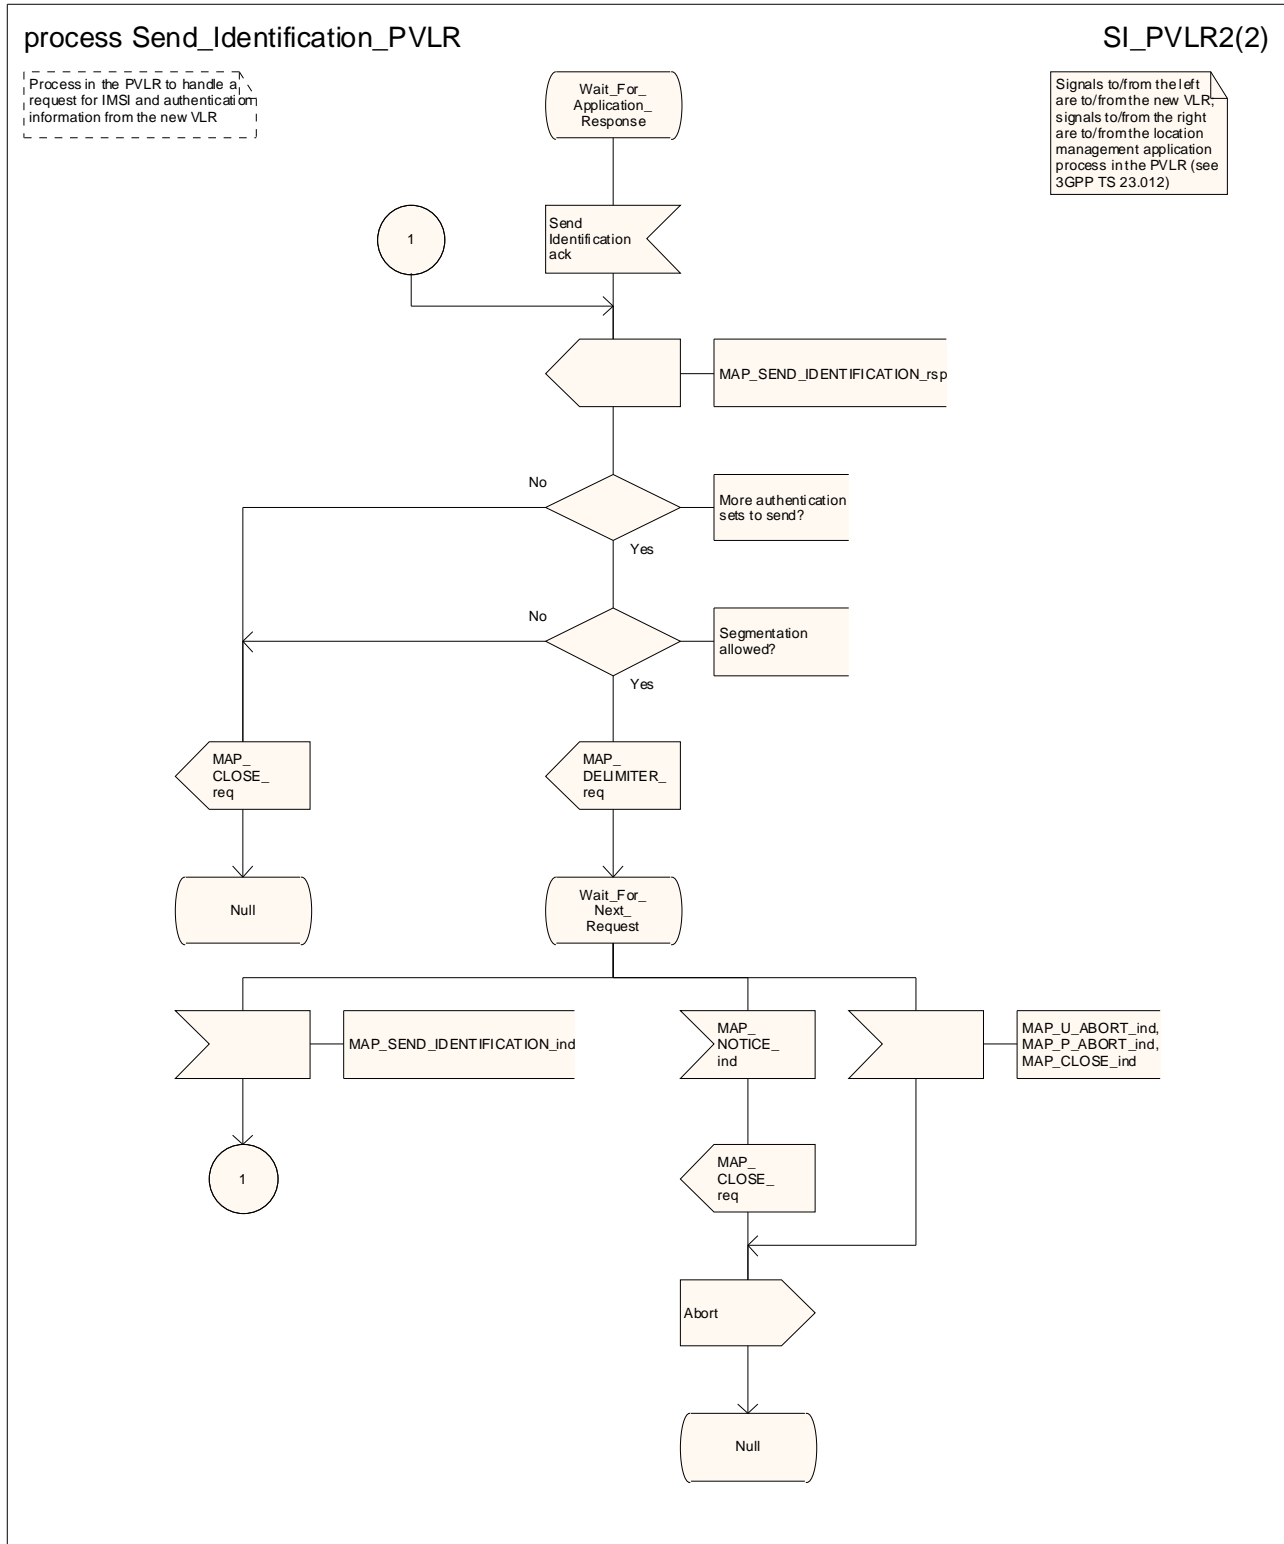 process Send_Identification_PVLR
SI_PVLR2(2)
Process in the PVLR to handle a
request for IMSI and authentication
information from the new VLR
Wait_For_
Application_
Response
Signals to/from the left
are to/from the new VLR;
signals to/from the right
are to/from the location
management application
process in the PVLR (see
3GPP TS 23.012)
1
Send
Identification
ack
MAP_SEND_IDENTIFICATION_rsp
No
More authentication
sets to send?
Yes
No
Segmentation
allowed?
Yes
MAP_
CLOSE_
req
MAP_
DELIMITER_
req
Null
Wait_For_
Next_
Request
MAP_SEND_IDENTIFICATION_ind
MAP_
NOTICE_
ind
MAP_U_ABORT_ind,
MAP_P_ABORT_ind,
MAP_CLOSE_ind
1
MAP_
CLOSE_
req
Abort
Null